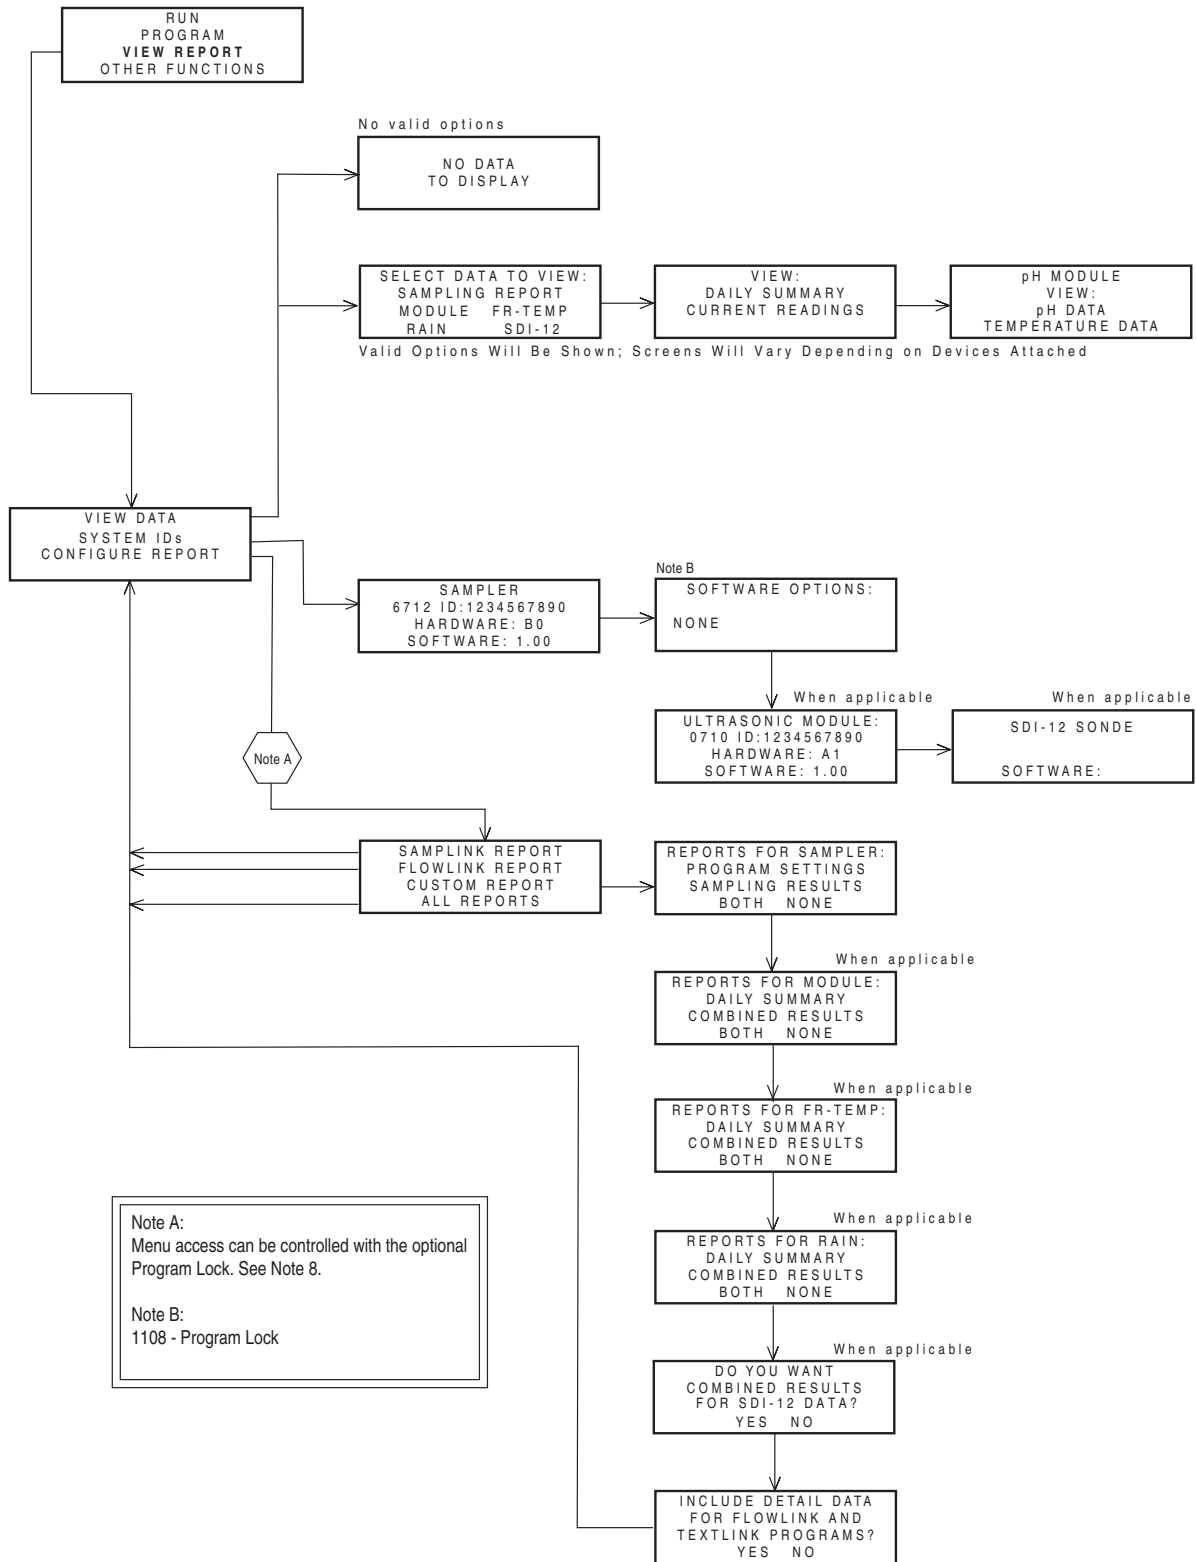 RUN
PROGRAM
VIEW REPORT
OTHER FUNCTIONS
No valid options
NO DATA
TO DISPLAY
SELECT DATA TO VIEW:
SAMPLING REPORT
MODULE FR-TEMP
RAIN SDI-12
VIEW:
DAILY SUMMARY
CURRENT READINGS
pH MODULE
VIEW:
pH DATA
TEMPERATURE DATA
Valid Options Will Be Shown; Screens Will Vary Depending on Devices Attached
VIEW DATA
SYSTEM IDs
CONFIGURE REPORT
SAMPLER
6712 ID:1234567890
HARDWARE: B0
SOFTWARE: 1.00
Note B
SOFTWARE OPTIONS:
NONE
When applicable
ULTRASONIC MODULE:
0710 ID:1234567890
HARDWARE: A1
SOFTWARE: 1.00
When applicable
SDI-12 SONDE
SOFTWARE:
Note A
SAMPLINK REPORT
FLOWLINK REPORT
CUSTOM REPORT
ALL REPORTS
REPORTS FOR SAMPLER:
PROGRAM SETTINGS
SAMPLING RESULTS
BOTH NONE
When applicable
REPORTS FOR MODULE:
DAILY SUMMARY
COMBINED RESULTS
BOTH NONE
When applicable
REPORTS FOR FR-TEMP:
DAILY SUMMARY
COMBINED RESULTS
BOTH NONE
When applicable
REPORTS FOR RAIN:
DAILY SUMMARY
COMBINED RESULTS
BOTH NONE
When applicable
DO YOU WANT
COMBINED RESULTS
FOR SDI-12 DATA?
YES NO
INCLUDE DETAIL DATA
FOR FLOWLINK AND
TEXTLINK PROGRAMS?
YES NO
Note A:
Menu access can be controlled with the optional
Program Lock. See Note 8.
Note B:
1108 - Program Lock